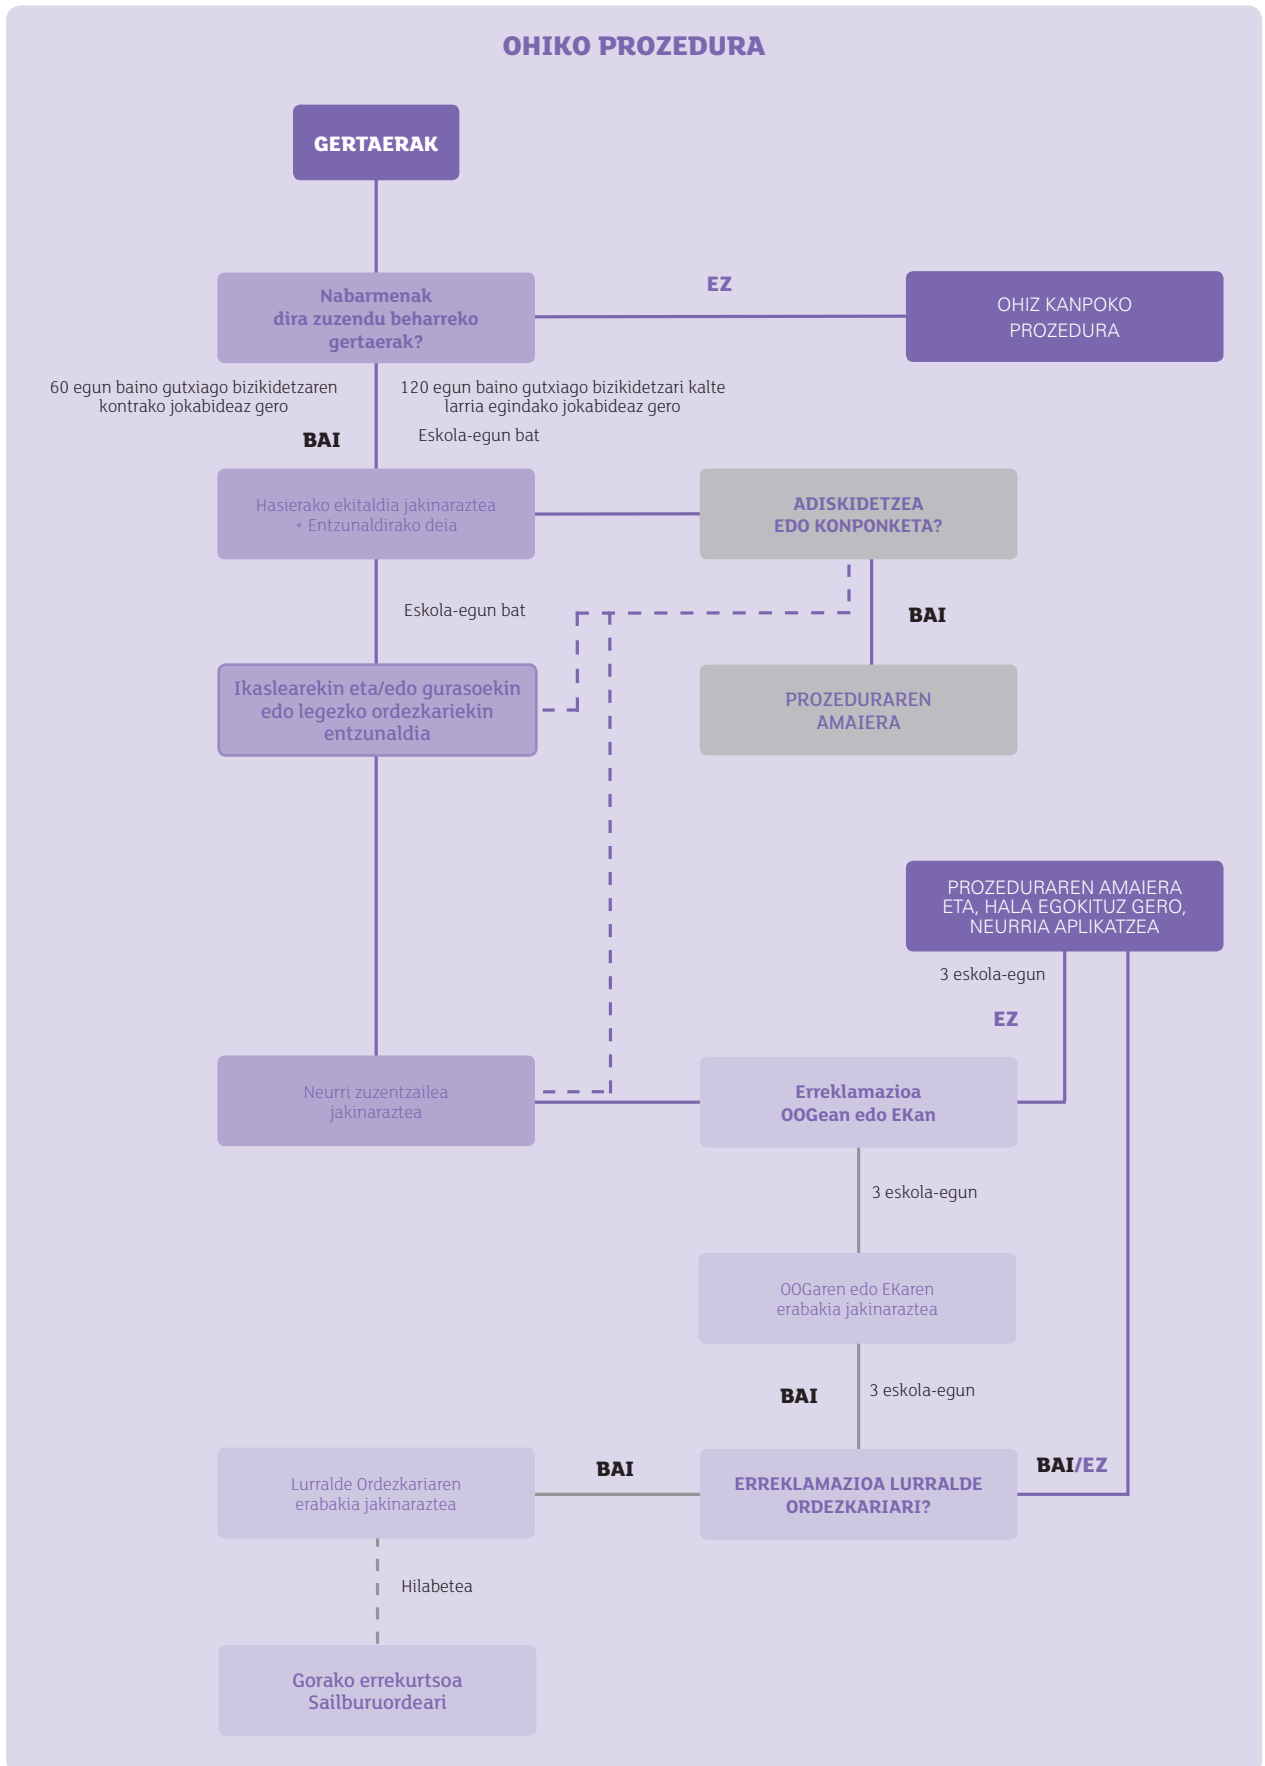 OHIKO PROZEDURA
GERTAERAK
Nabarmenak
dira zuzendu beharreko
gertaerak?
EZ
OHIZ KANPOKO
PROZEDURA
60 egun baino gutxiago bizikidetzaren
kontrako jokabideaz gero
120 egun baino gutxiago bizikidetzari kalte
larria egindako jokabideaz gero
BAI
Eskola-egun bat
Hasierako ekitaldia jakinaraztea
+ Entzunaldirako deia
ADISKIDETZEA
EDO KONPONKETA?
Eskola-egun bat
BAI
Ikaslearekin eta/edo gurasoekin
edo legezko ordezkariekin
entzunaldia
PROZEDURAREN
AMAIERA
PROZEDURAREN AMAIERA
ETA, HALA EGOKITUZ GERO,
NEURRIA APLIKATZEA
3 eskola-egun
EZ
Neurri zuzentzailea
jakinaraztea
Erreklamazioa
OOGean edo EKan
3 eskola-egun
OOGaren edo EKaren
erabakia jakinaraztea
BAI
3 eskola-egun
Lurralde Ordezkariaren
erabakia jakinaraztea
BAI
ERREKLAMAZIOA LURRALDE
ORDEZKARIARI?
BAI/EZ
Hilabetea
Gorako errekurtsoa
Sailburuordeari